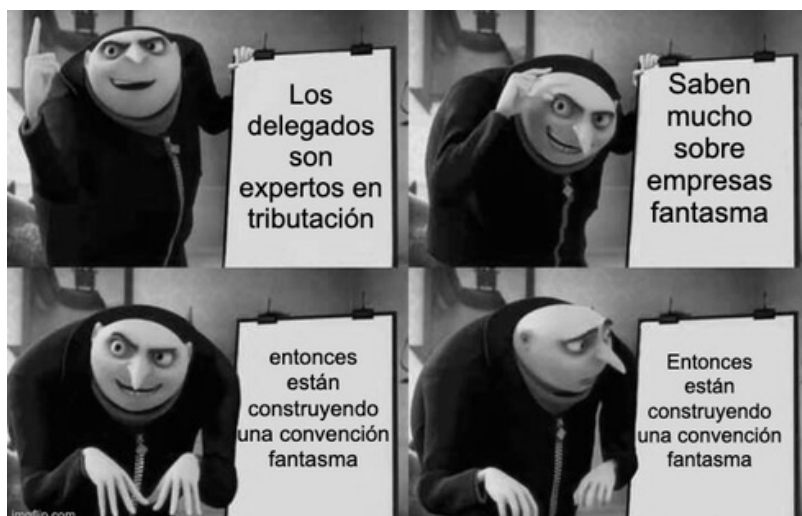 Los
delegados
son
expertos en
tributación
Saben
mucho
sobre
empresas
fantasma
entonces
están
construyendo
una convención
fantasma
Entonces
están
construyendo
una convención
fantasma
imgflip.com